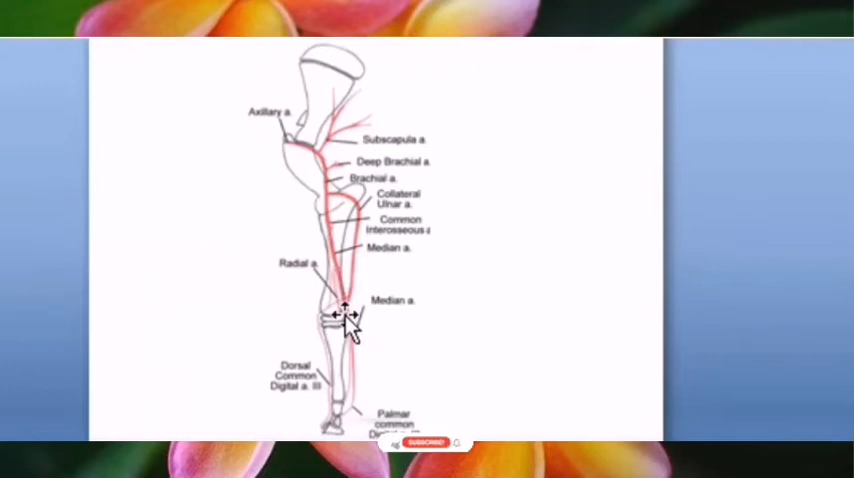 Axillary a.
Subscapula a.
Deep Brachial a.
Brachial a.
Collateral
Ulnar a.
Common
Interosseous a
Median a.
Radial a.
Median a.
Dorsal
Common
Digital a. III
Palmar
common
SUBSCRIBE!